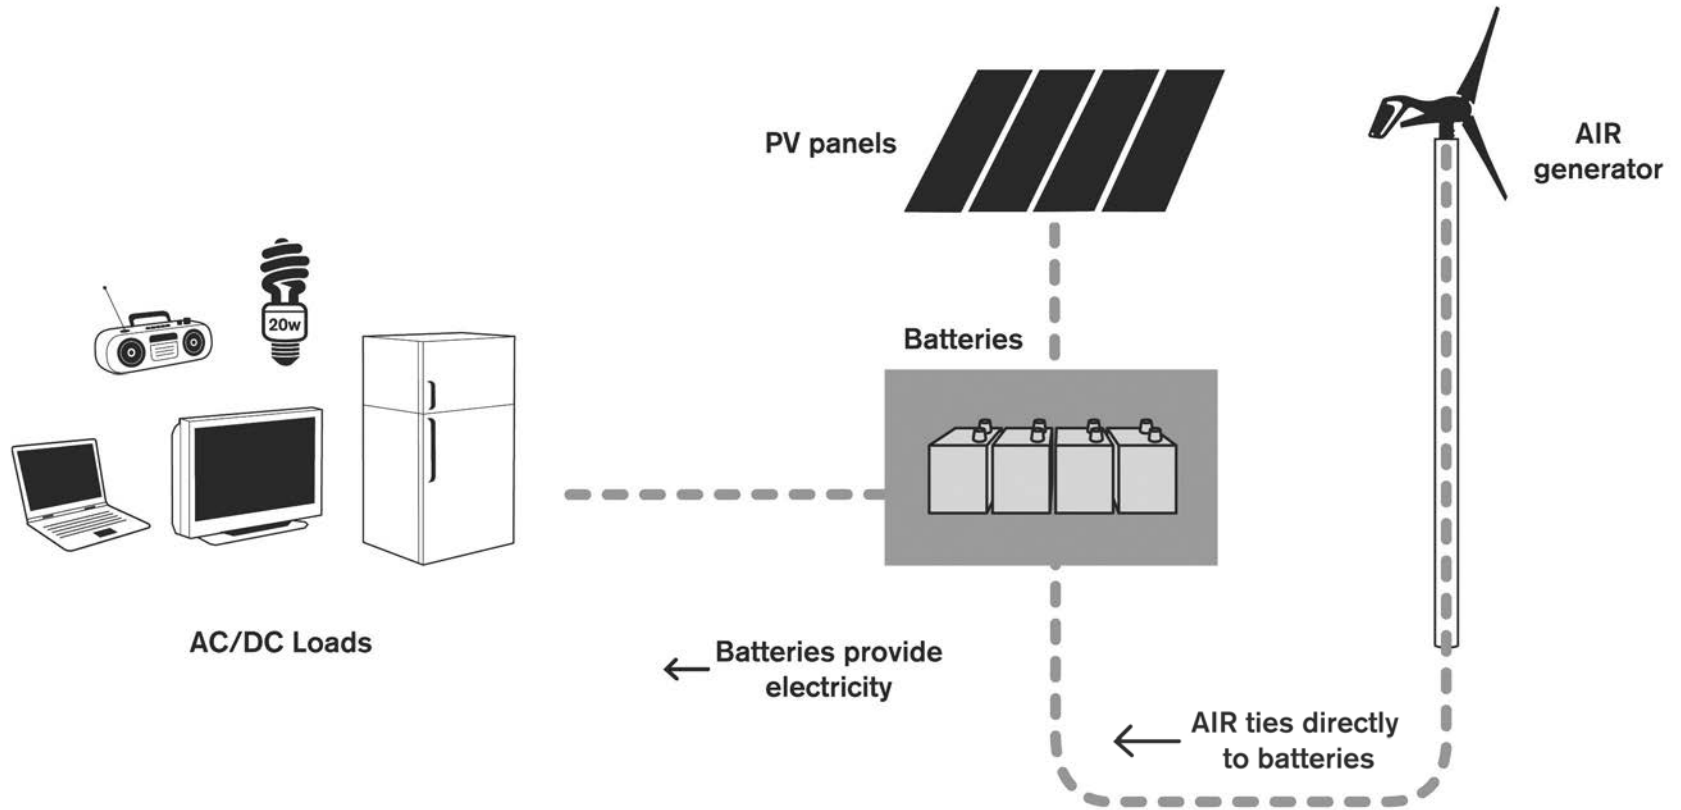 PV panels
AIR
generator
20w
Batteries
AC/DC Loads
Batteries provide
electricity
AIR ties directly
to batteries